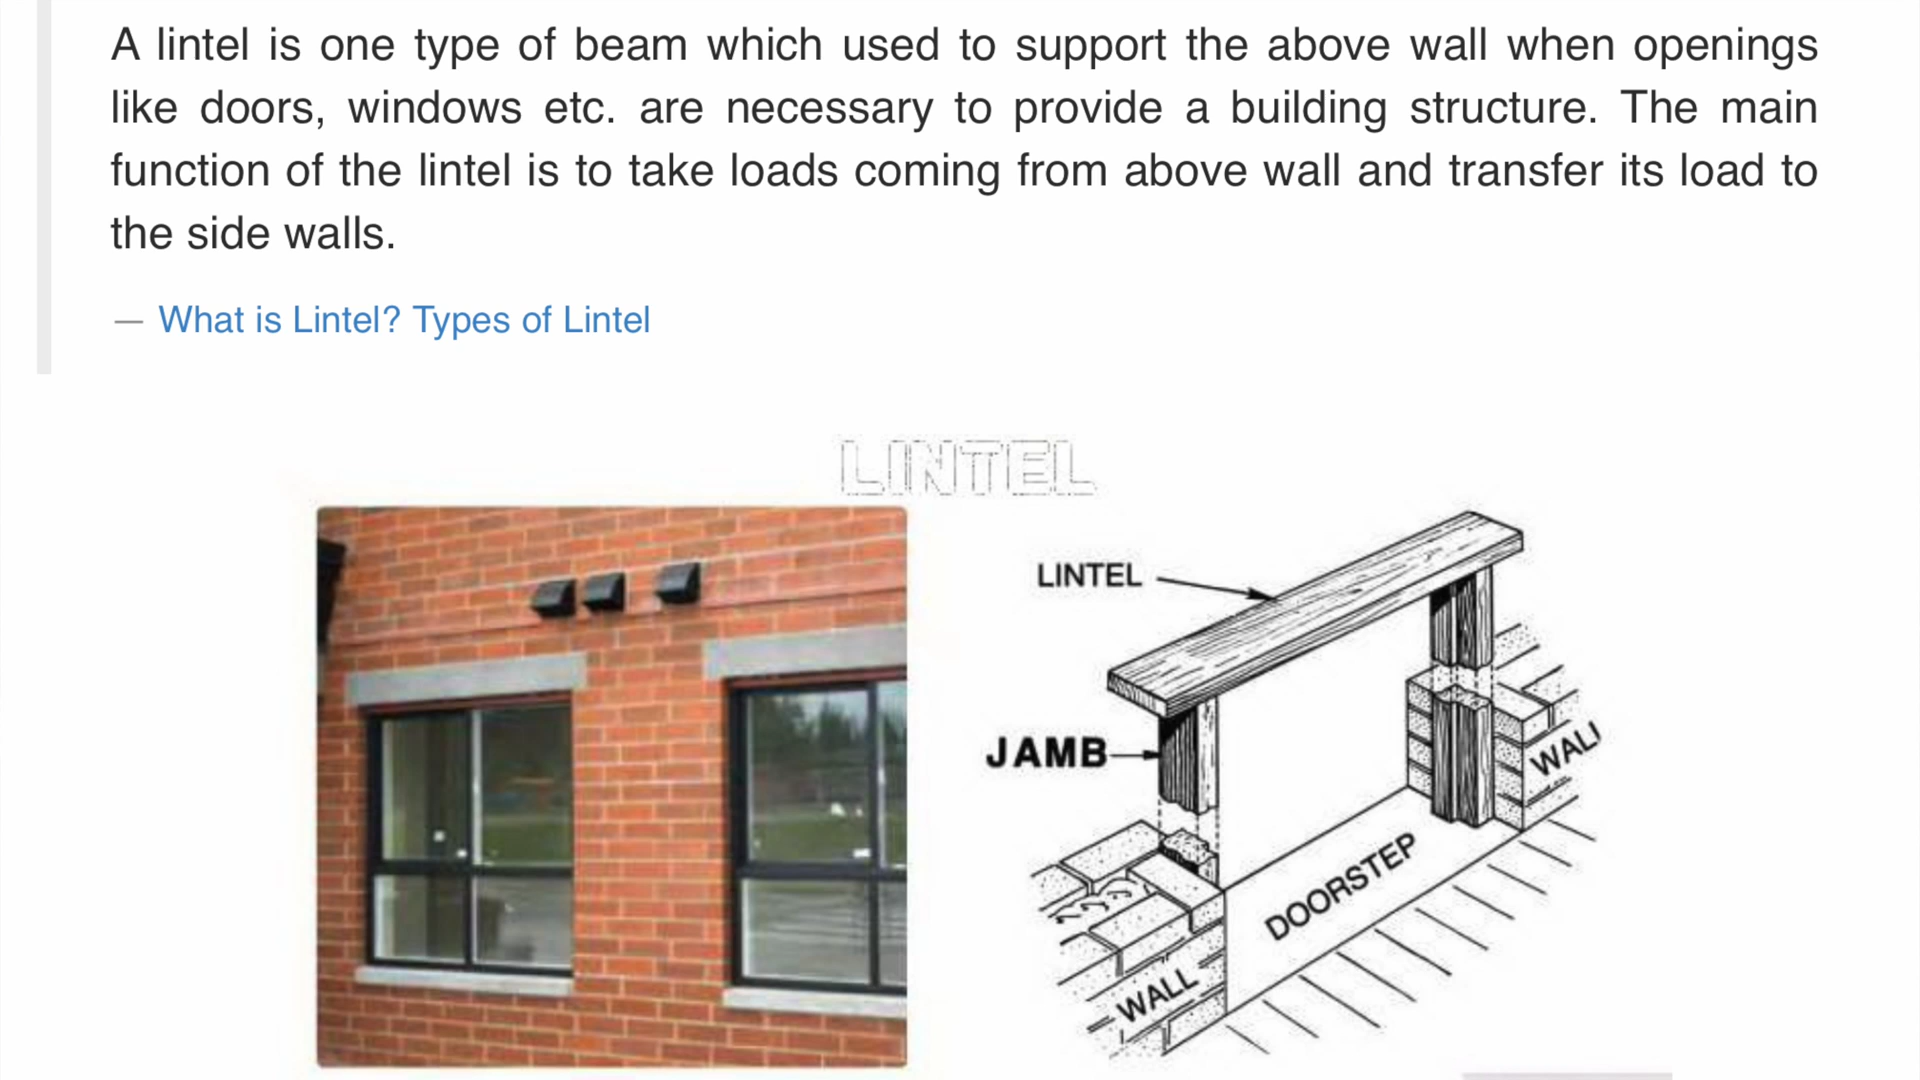 A lintel is one type of beam which used to support the above wall when openings
like doors, windows etc. are necessary to provide a building structure. The main
function of the lintel is to take loads coming from above wall and transfer its load to
the side walls.
— What is Lintel? Types of Lintel
LINTEL
LINTEL
JAMB
WALL
DOORSTEP
WALL